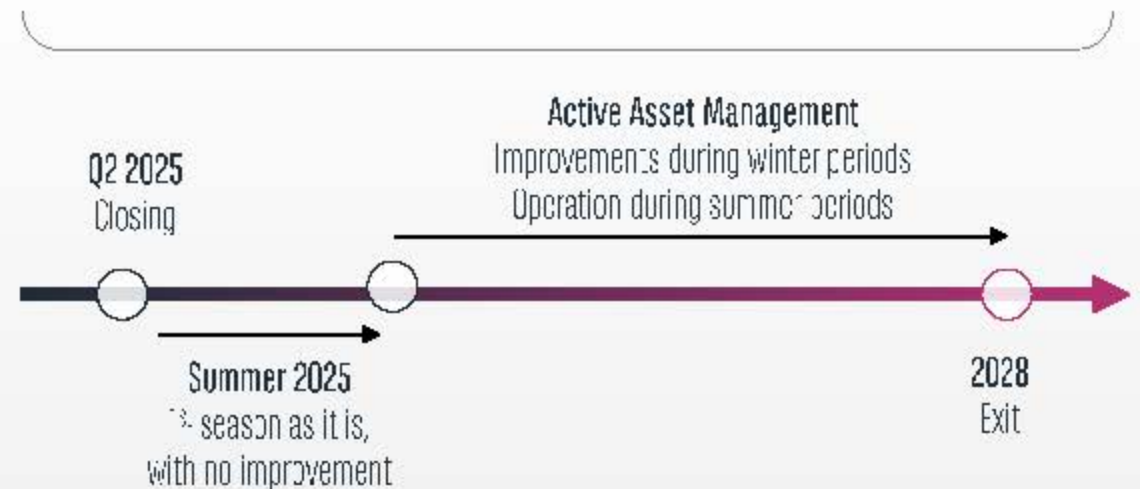 Active Asset Management
Improvements during winter periods
Operation during summer periods
Q2 2025
Closing
Summer 2025
1st season as it is,
with no improvement
2028
Exit